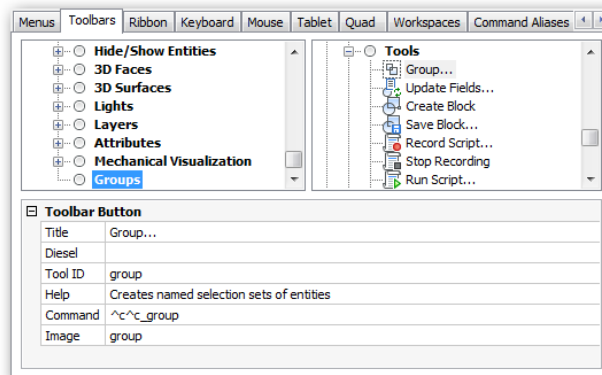 Menus Toolbars Ribbon Keyboard Mouse Tablet Quad Workspaces Command Aliases
Hide/Show Entities
3D Faces
3D Surfaces
Lights
Layers
Attributes
Mechanical Visualization
Groups
Tools
Group...
Update Fields...
Create Block
Save Block...
Record Script...
Stop Recording
Run Script...
Toolbar Button
Title Group...
Diesel
Tool ID group
Help Creates named selection sets of entities
Command ^c^c_group
Image group